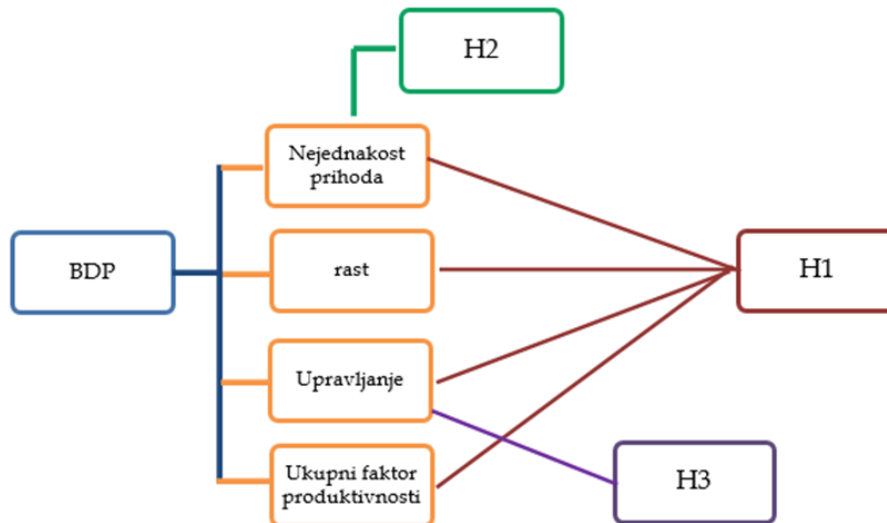 H2
Nejednakost
prihoda
BDP
rast
H1
Upravljanje
Ukupni faktor
produktivnosti
H3